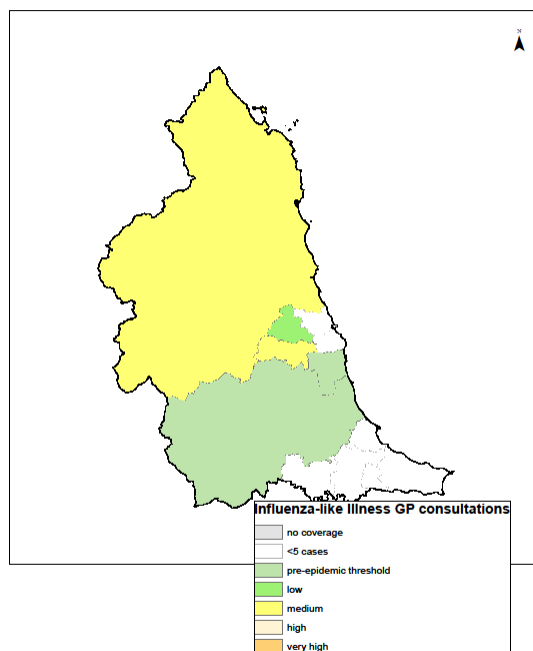 N
Influenza-like Illness GP consultations
no coverage
<5 cases
pre-epidemic threshold
low
medium
high
very high